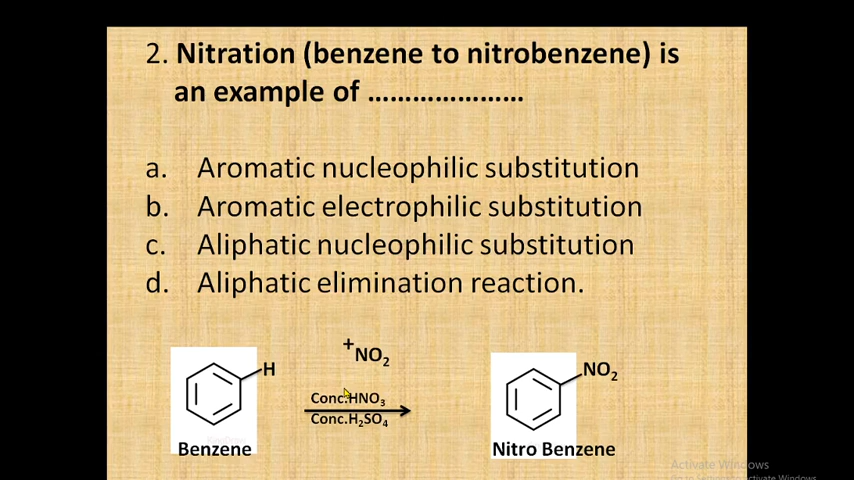 2. Nitration (benzene to nitrobenzene) is
an example of .....................
a. Aromatic nucleophilic substitution
b. Aromatic electrophilic substitution
c. Aliphatic nucleophilic substitution
d. Aliphatic elimination reaction.
+NO2
H
NO2
Conc.HNO3
Conc.H2SO4
Benzene
Nitro Benzene
Activate Windows